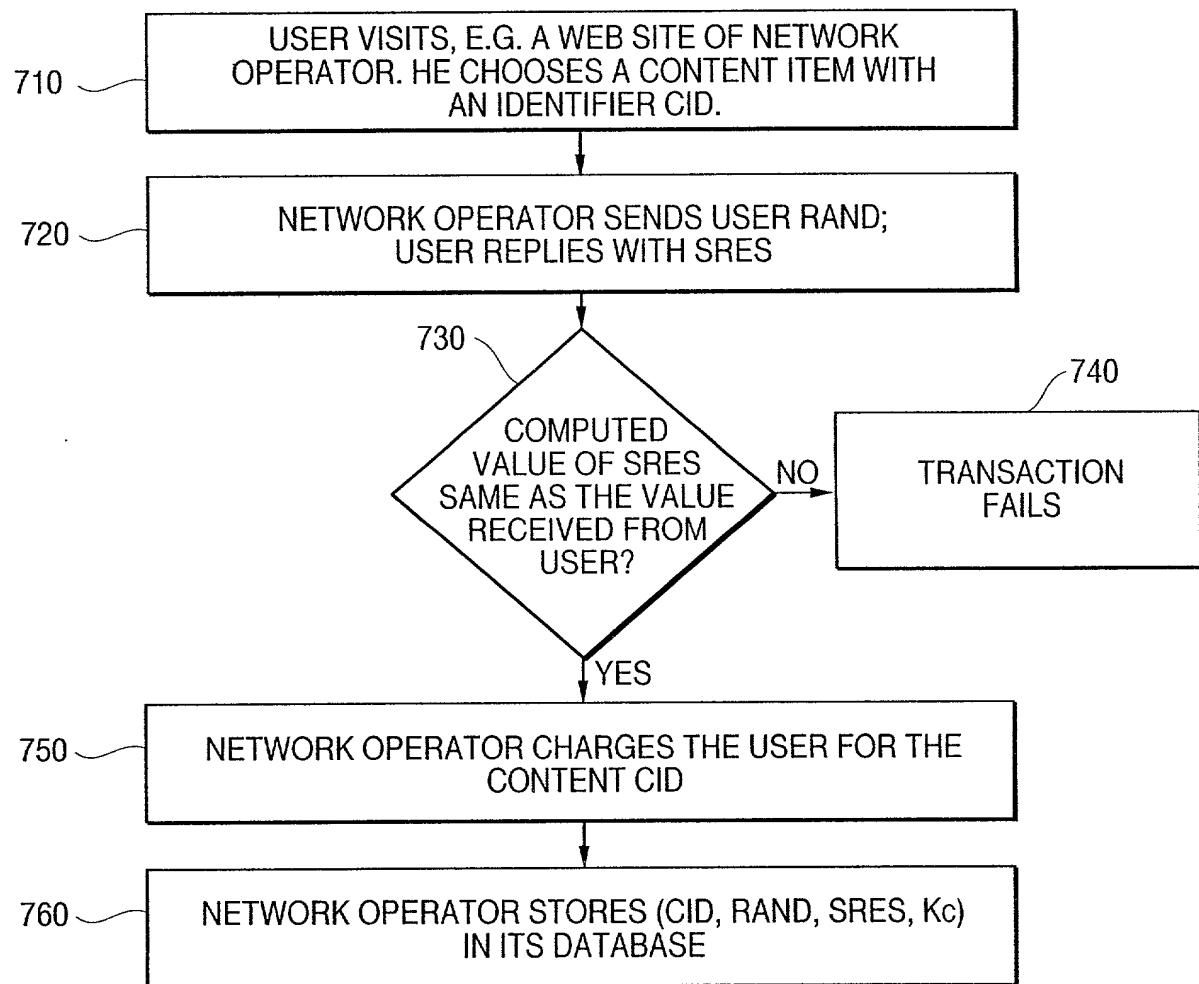 710
USER VISITS, E.G. A WEB SITE OF NETWORK
OPERATOR. HE CHOOSES A CONTENT ITEM WITH
AN IDENTIFIER CID.
720
NETWORK OPERATOR SENDS USER RAND;
USER REPLIES WITH SRES
730
COMPUTED
VALUE OF SRES
SAME AS THE VALUE
RECEIVED FROM
USER?
NO
740
TRANSACTION
FAILS
YES
750
NETWORK OPERATOR CHARGES THE USER FOR THE
CONTENT CID
760
NETWORK OPERATOR STORES (CID, RAND, SRES, Kc)
IN ITS DATABASE